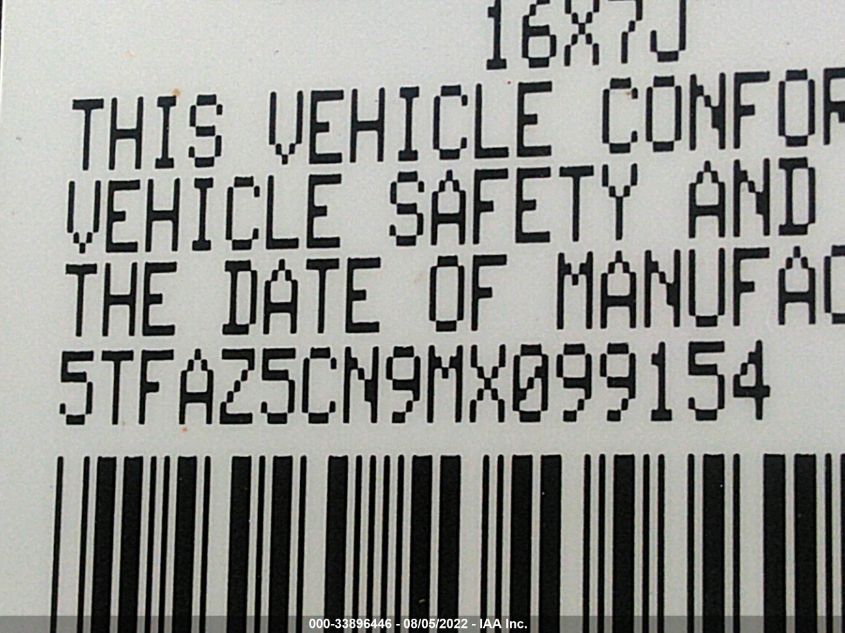 16X7J
THIS VEHICLE CONFOR
VEHICLE SAFETY AND
THE DATE OF MANUFAC
5TFAZ5CN9MX099154
000-33896446 - 08/05/2022 - IAA Inc.